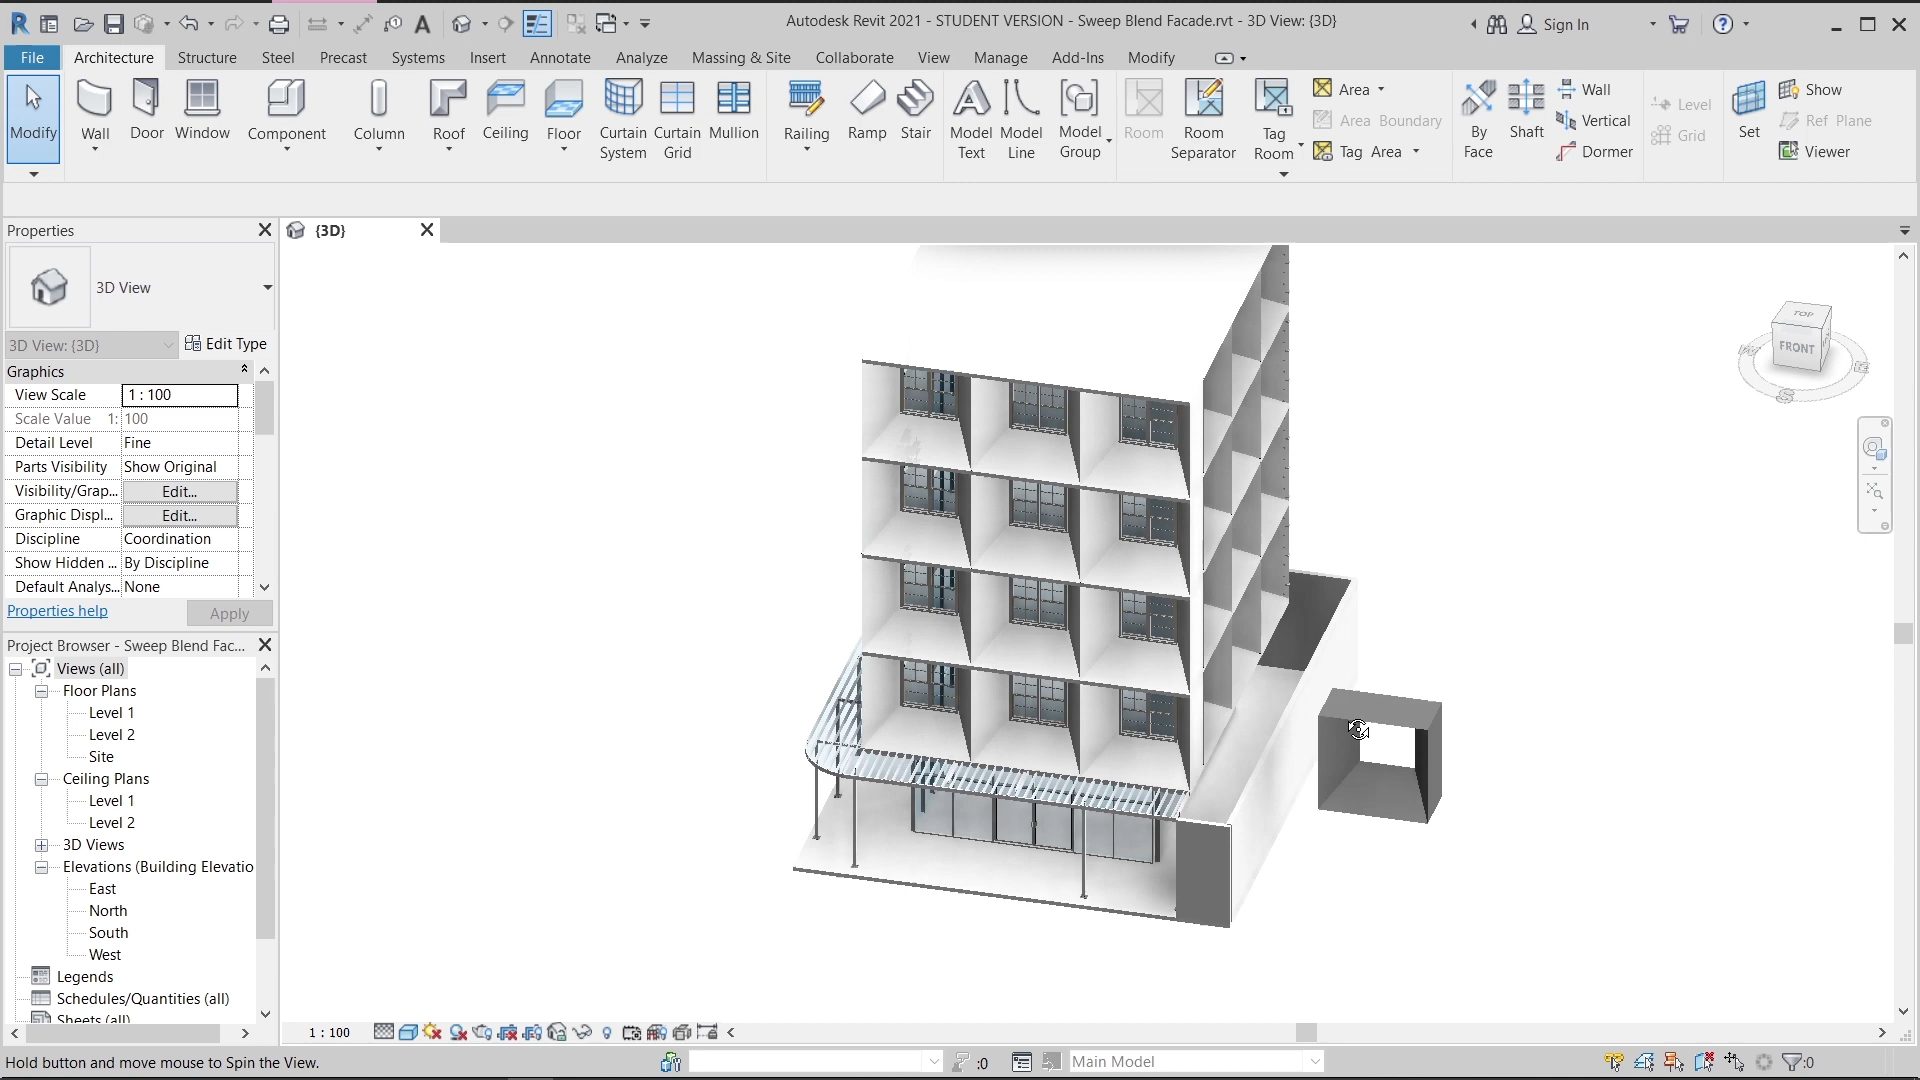 Autodesk Revit 2021 - STUDENT VERSION - Sweep Blend Facade.rvt - 3D View: {3D}
Sign In
File Architecture Structure Steel Precast Systems Insert Annotate Analyze Massing & Site Collaborate View Manage Add-Ins Modify
Modify
Wall
Door
Window
Component
Column
Roof
Ceiling
Floor
Curtain System
Curtain Grid
Mullion
Railing
Ramp
Stair
Model Text
Model Line
Model Group
Room
Room Separator
Tag Room
Area
Area Boundary
Tag Area
By Face
Shaft
Wall
Vertical
Dormer
Level
Grid
Set
Show
Ref Plane
Viewer
Properties
{3D}
3D View
3D View: {3D}
Edit Type
Graphics
View Scale 1 : 100
Scale Value 1: 100
Detail Level Fine
Parts Visibility Show Original
Visibility/Grap... Edit...
Graphic Displ... Edit...
Discipline Coordination
Show Hidden ... By Discipline
Default Analys... None
Properties help
Apply
Project Browser - Sweep Blend Fac...
Views (all)
Floor Plans
Level 1
Level 2
Site
Ceiling Plans
Level 1
Level 2
3D Views
Elevations (Building Elevatio
East
North
South
West
Legends
Schedules/Quantities (all)
Sheets (all)
TOP
FRONT
W
S
E
1 : 100
Hold button and move mouse to Spin the View.
:0
Main Model
:0